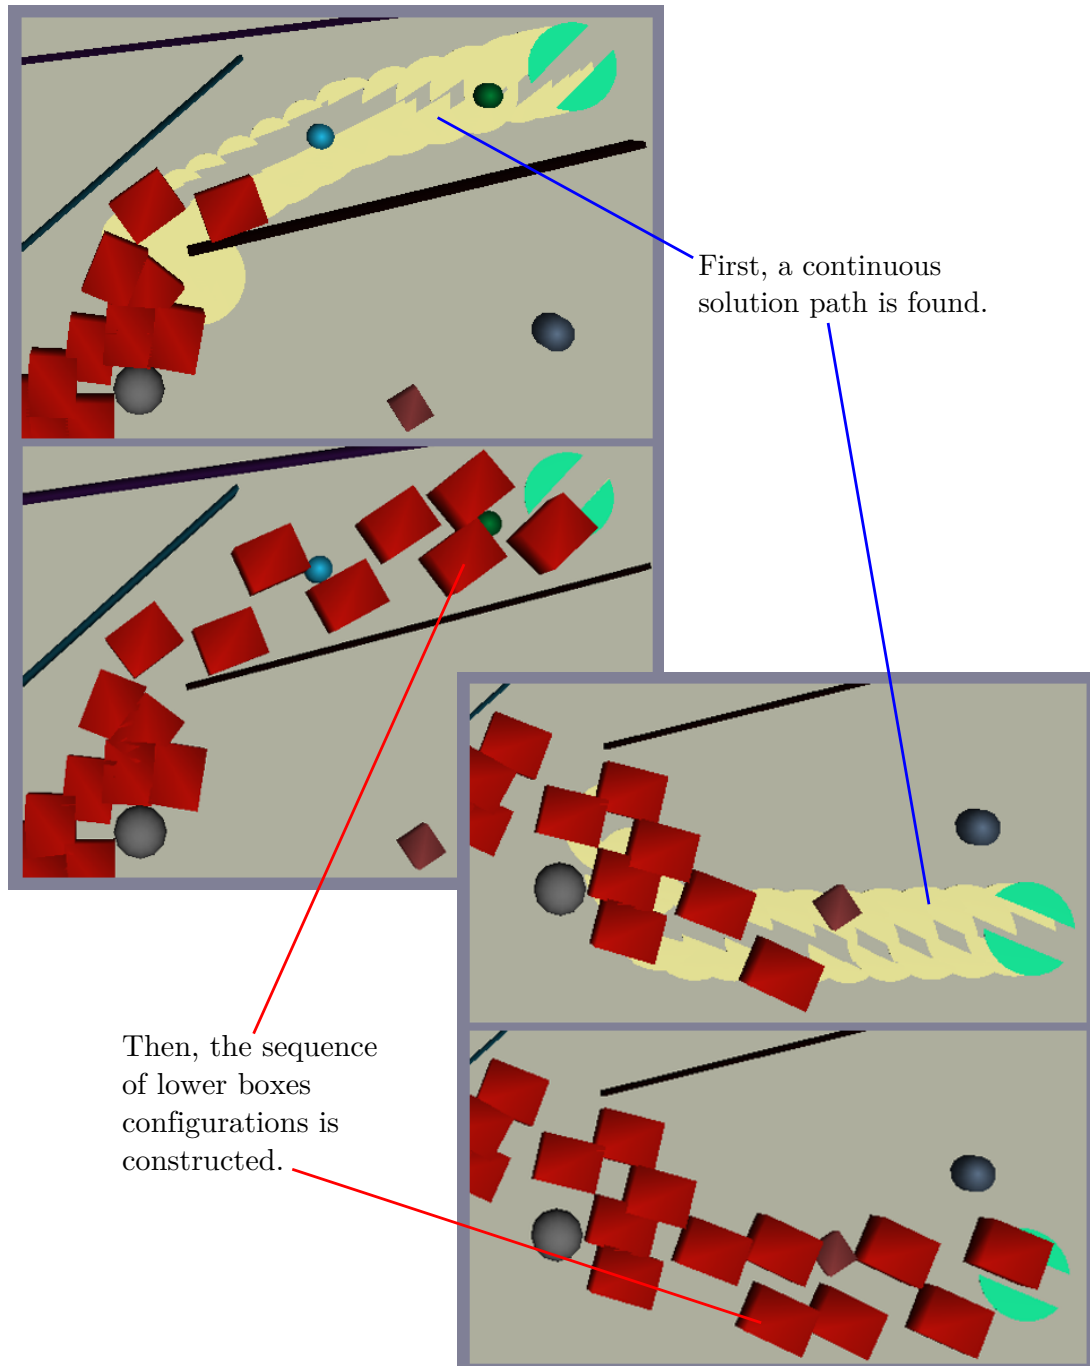 First, a continuous
solution path is found.
Then, the sequence
of lower boxes
configurations is
constructed.